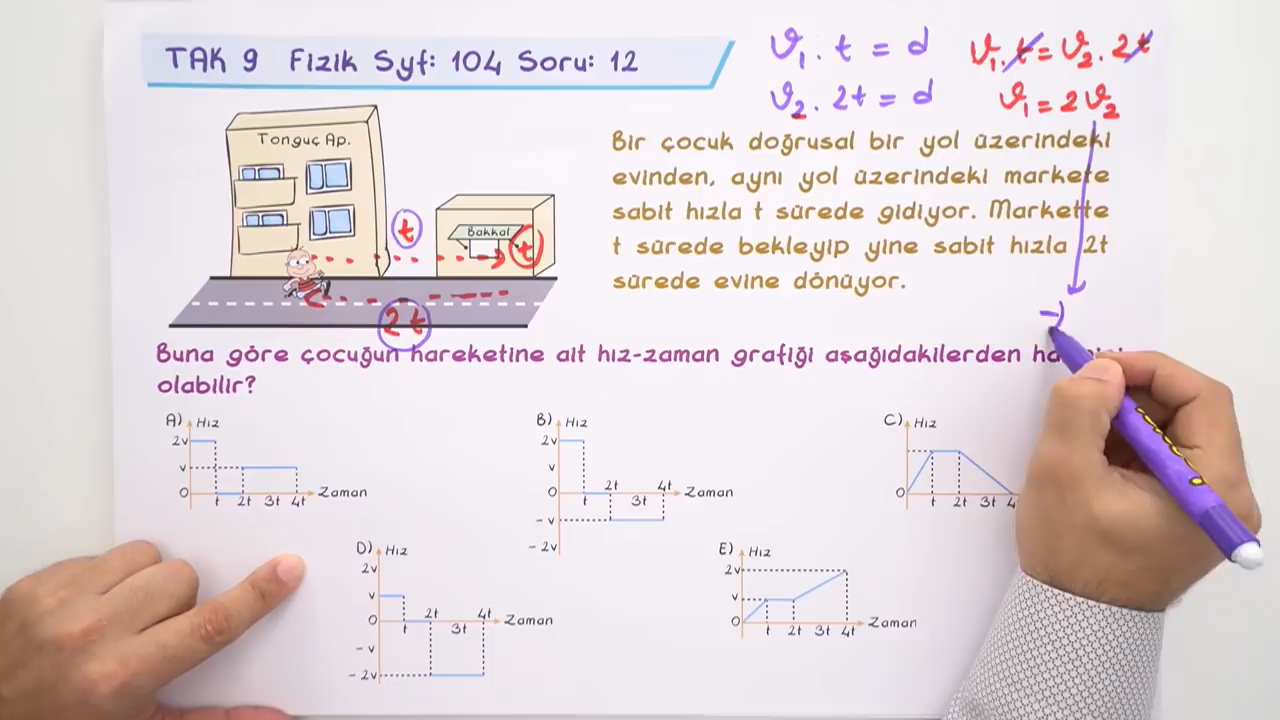 TAK 9 Fizik Syf: 104 Soru: 12
ϑ₁ . t = d
ϑ₂ . 2t = d
ϑ₁ . t = ϑ₂ . 2t
ϑ₁ = 2ϑ₂
Tonguç Ap.
Bakkal
t
t
2t
Bir çocuk doğrusal bir yol üzerindeki
evinden, aynı yol üzerindeki markete
sabit hızla t sürede gidiyor. Markette
t sürede bekleyip yine sabit hızla 2t
sürede evine dönüyor.
Buna göre çocuğun hareketine ait hız-zaman grafiği aşağıdakilerden
olabilir?
A) Hız
2v
v
0
t 2t 3t 4t Zaman
B) Hız
2v
v
0
t 2t 3t 4t Zaman
- v
- 2v
C) Hız
0
t 2t 3t
D) Hız
2v
v
0
t 2t 3t 4t Zaman
- v
- 2v
E) Hız
2v
v
0
t 2t 3t 4t Zaman